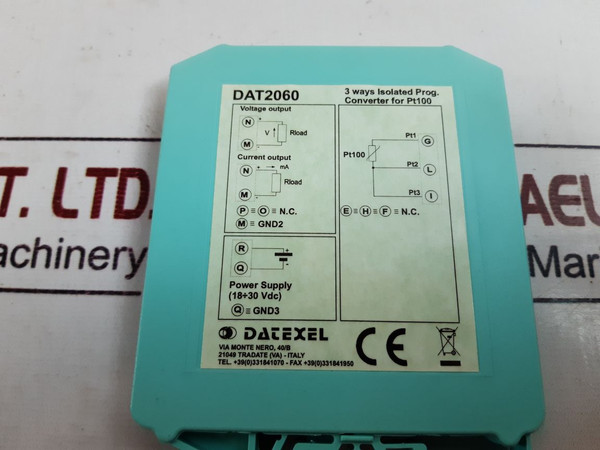 DAT2060
3 ways Isolated Prog.
Converter for Pt100
Voltage output
N
V
Rload
M
Current output
N
+ → mA
Rload
M
P ≡ O ≡ N.C.
M ≡ GND2
Pt1
G
Pt100
Pt2
L
Pt3
I
E ≡ H ≡ F ≡ N.C.
R
+
Q
-
Power Supply
(18÷30 Vdc)
Q ≡ GND3
DATEXEL
VIA MONTE NERO, 40/B
21049 TRADATE (VA) - ITALY
TEL. +39(0)331841070 - FAX +39(0)331841950
CE
T. LTD.
achinery
AEU
Mar